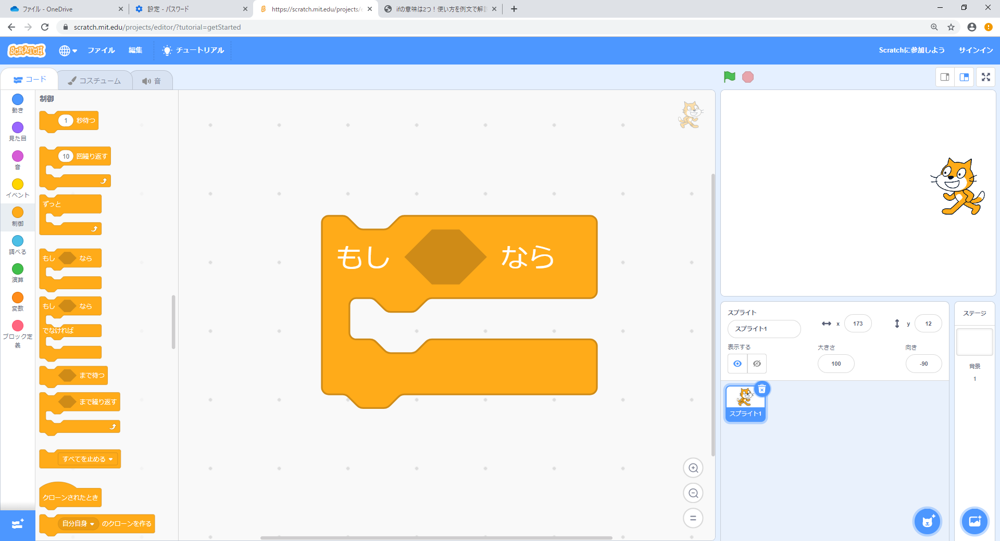 ファイル - OneDrive
設定 - パスワード
https://scratch.mit.edu/projects/e
ifの意味は2つ！使い方を例文で解説
scratch.mit.edu/projects/editor/?tutorial=getStarted
SCRATCH
ファイル
編集
チュートリアル
Scratchに参加しよう
サインイン
コード
コスチューム
音
動き
見た目
音
イベント
制御
調べる
演算
変数
ブロック定
義
制御
1 秒待つ
10 回繰り返す
ずっと
もし なら
もし なら
でなければ
まで待つ
まで繰り返す
すべてを止める
クローンされたとき
自分自身 のクローンを作る
もし なら
スプライト
スプライト1
x 173
y 12
表示する
大きさ
100
向き
-90
スプライト1
ステージ
背景
1